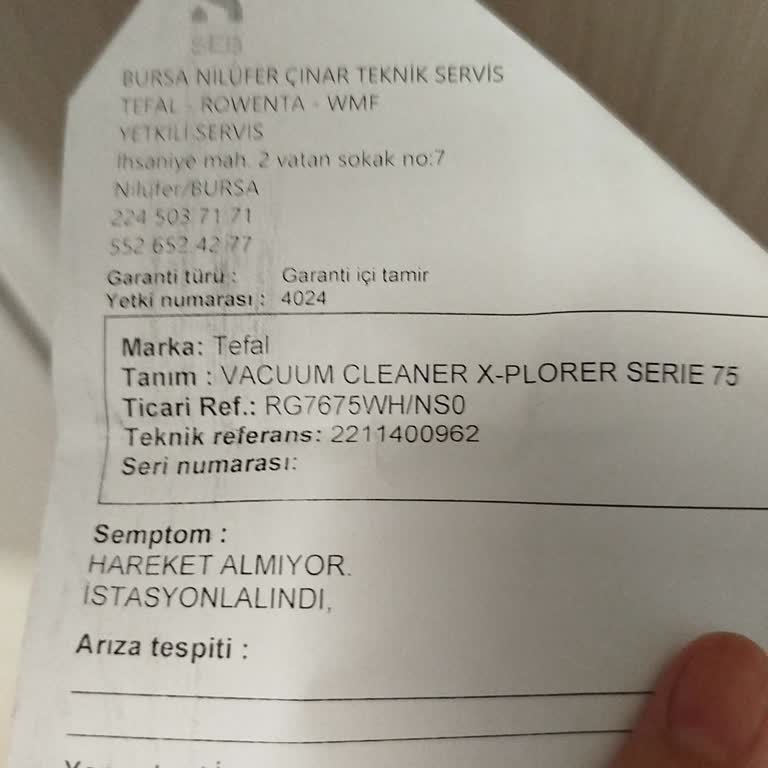 SEB
BURSA NİLÜFER ÇINAR TEKNİK SERVİS
TEFAL - ROWENTA - WMF
YETKİLİ SERVİS
İhsaniye mah. 2 vatan sokak no:7
Nilüfer/BURSA
224 503 71 71
552 652 42 77
Garanti türü : Garanti içi tamir
Yetki numarası : 4024
Marka: Tefal
Tanım : VACUUM CLEANER X-PLORER SERIE 75
Ticari Ref.: RG7675WH/NS0
Teknik referans: 2211400962
Seri numarası:
Semptom :
HAREKET ALMIYOR.
İSTASYONLALINDI,
Arıza tespiti :